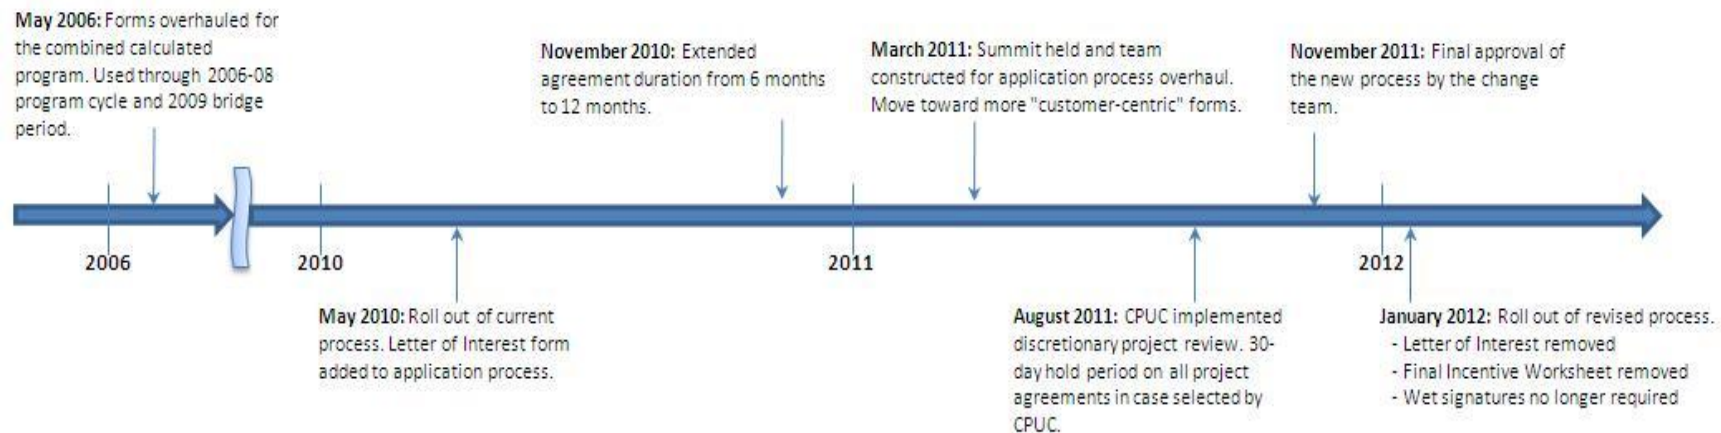 May 2006: Forms overhauled for
the combined calculated
program. Used through 2006-08
program cycle and 2009 bridge
period.
November 2010: Extended
agreement duration from 6 months
to 12 months.
March 2011: Summit held and team
constructed for application process overhaul.
Move toward more "customer-centric" forms.
November 2011: Final approval of
the new process by the change
team.
2006
2010
2011
2012
May 2010: Roll out of current
process. Letter of Interest form
added to application process.
August 2011: CPUC implemented
discretionary project review. 30-
day hold period on all project
agreements in case selected by
CPUC.
January 2012: Roll out of revised process.
- Letter of Interest removed
- Final Incentive Worksheet removed
- Wet signatures no longer required